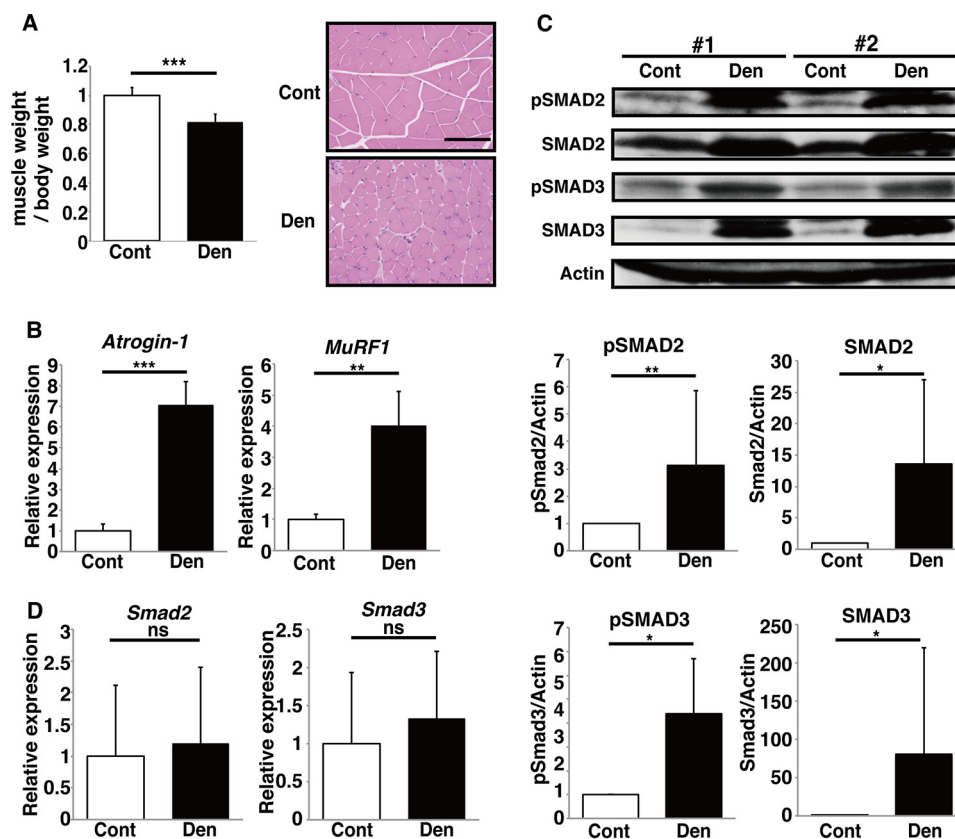 A
muscle weight
/ body weight
1.2
1
0.8
0.6
0.4
0.2
0
***
Cont
Den
Cont
Den
C
#1
#2
Cont
Den
Cont
Den
pSMAD2
SMAD2
pSMAD3
SMAD3
Actin
B
Atrogin-1
Relative expression
9
8
7
6
5
4
3
2
1
0
***
Cont
Den
MuRF1
Relative expression
6
5
4
3
2
1
0
**
Cont
Den
pSMAD2
pSmad2/Actin
7
6
5
4
3
2
1
0
**
Cont
Den
SMAD2
Smad2/Actin
30
25
20
15
10
5
0
*
Cont
Den
D
Smad2
Relative expression
3
2.5
2
1.5
1
0.5
0
ns
Cont
Den
Smad3
Relative expression
2.5
2
1.5
1
0.5
0
ns
Cont
Den
pSMAD3
pSmad3/Actin
7
6
5
4
3
2
1
0
*
Cont
Den
SMAD3
Smad3/Actin
250
200
150
100
50
0
*
Cont
Den